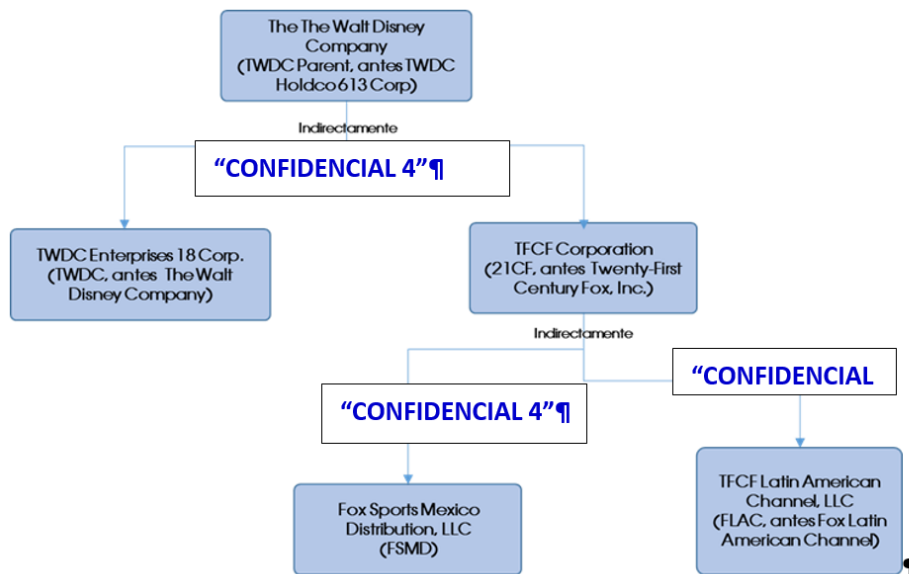 The The Walt Disney
Company
(TWDC Parent, antes TWDC
Holdco 613 Corp)
Indirectamente
“CONFIDENCIAL 4”¶
TWDC Enterprises 18 Corp.
(TWDC, antes The Walt
Disney Company)
TFCF Corporation
(21CF, antes Twenty-First
Century Fox, Inc.)
Indirectamente
“CONFIDENCIAL
“CONFIDENCIAL 4”¶
Fox Sports Mexico
Distribution, LLC
(FSMD)
TFCF Latin American
Channel, LLC
(FLAC, antes Fox Latin
American Channel)